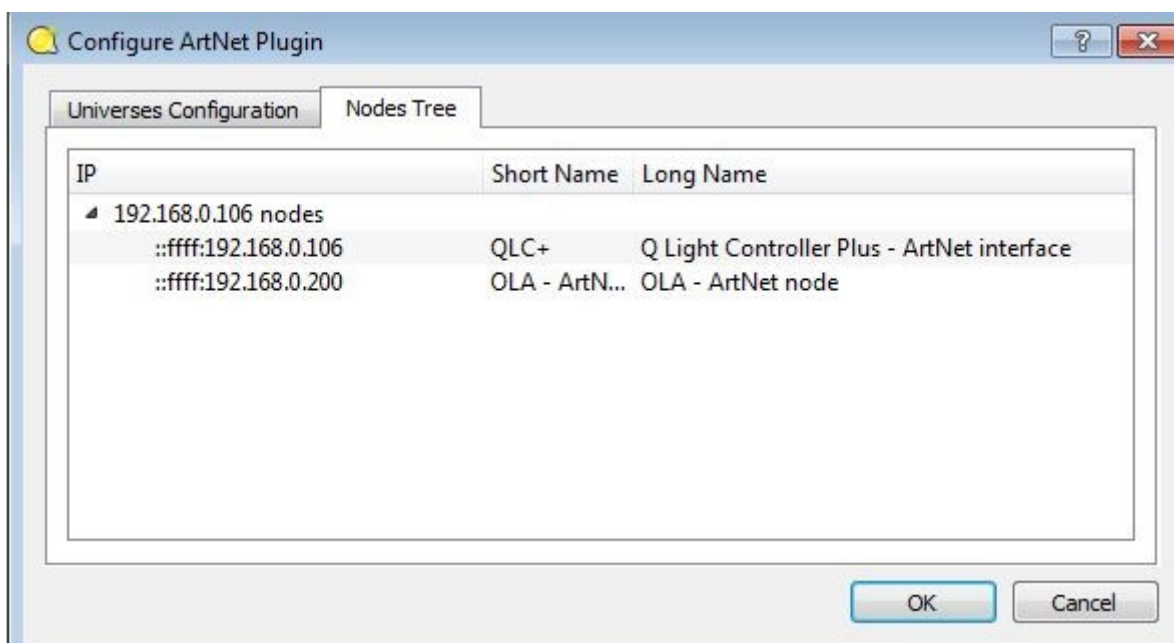 Configure ArtNet Plugin
Universes Configuration Nodes Tree
IP Short Name Long Name
192.168.0.106 nodes
::ffff:192.168.0.106 QLC+ Q Light Controller Plus - ArtNet interface
::ffff:192.168.0.200 OLA - ArtN... OLA - ArtNet node
OK Cancel